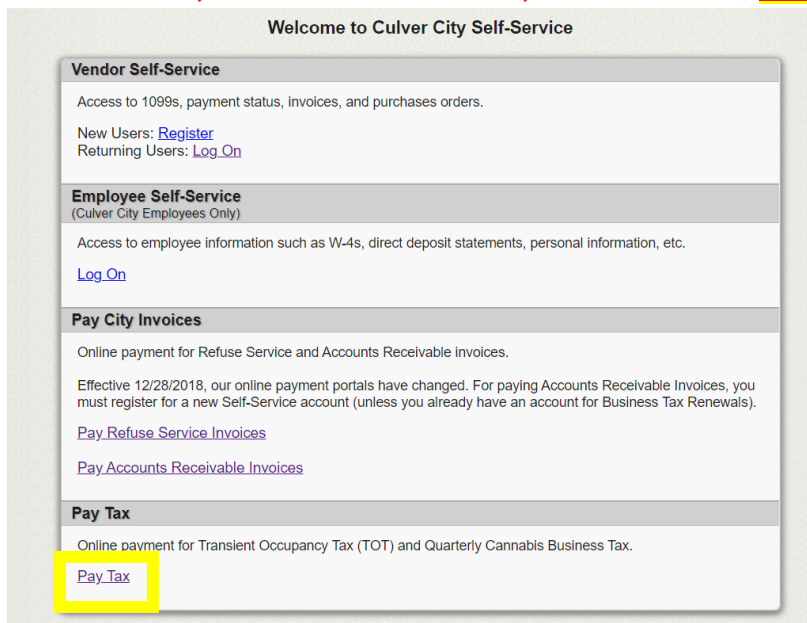 Welcome to Culver City Self-Service
Vendor Self-Service
Access to 1099s, payment status, invoices, and purchases orders.
New Users: Register
Returning Users: Log On
Employee Self-Service
(Culver City Employees Only)
Access to employee information such as W-4s, direct deposit statements, personal information, etc.
Log On
Pay City Invoices
Online payment for Refuse Service and Accounts Receivable invoices.
Effective 12/28/2018, our online payment portals have changed. For paying Accounts Receivable Invoices, you
must register for a new Self-Service account (unless you already have an account for Business Tax Renewals).
Pay Refuse Service Invoices
Pay Accounts Receivable Invoices
Pay Tax
Online payment for Transient Occupancy Tax (TOT) and Quarterly Cannabis Business Tax.
Pay Tax